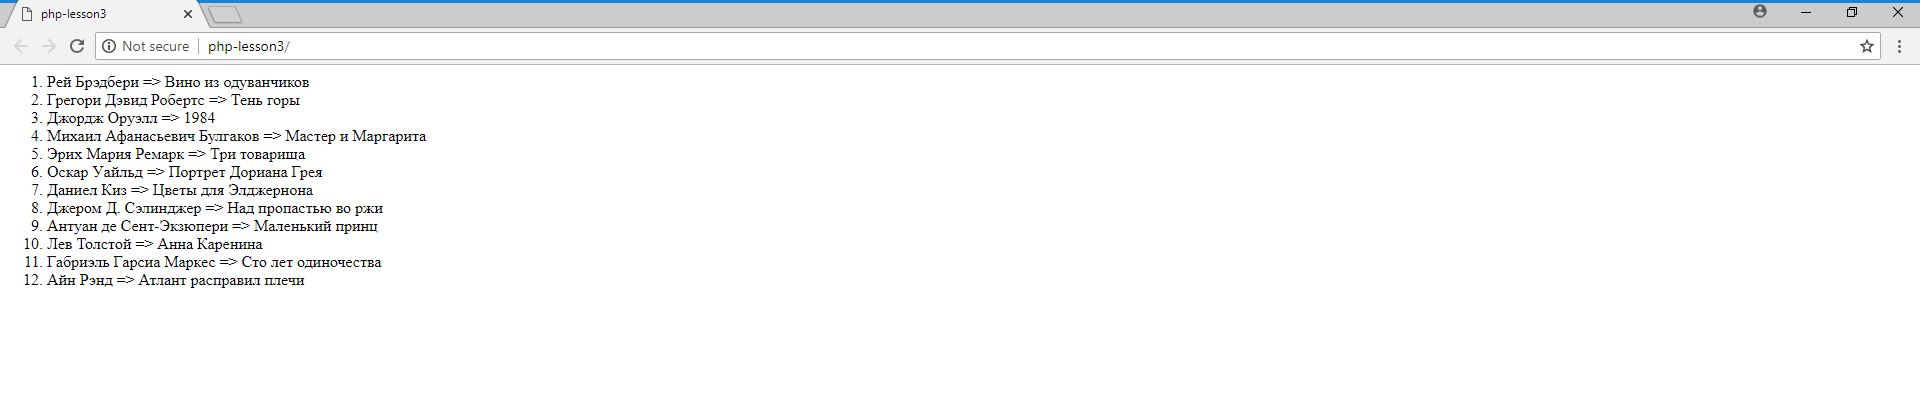 php-lesson3
Not secure php-lesson3/
1. Рей Брэдбери => Вино из одуванчиков
2. Грегори Дэвид Робертс => Тень горы
3. Джордж Оруэлл => 1984
4. Михаил Афанасьевич Булгаков => Мастер и Маргарита
5. Эрих Мария Ремарк => Три товарища
6. Оскар Уайльд => Портрет Дориана Грея
7. Даниел Киз => Цветы для Элджернона
8. Джером Д. Сэлинджер => Над пропастью во ржи
9. Антуан де Сент-Экзюпери => Маленький принц
10. Лев Толстой => Анна Каренина
11. Габриэль Гарсиа Маркес => Сто лет одиночества
12. Айн Рэнд => Атлант расправил плечи